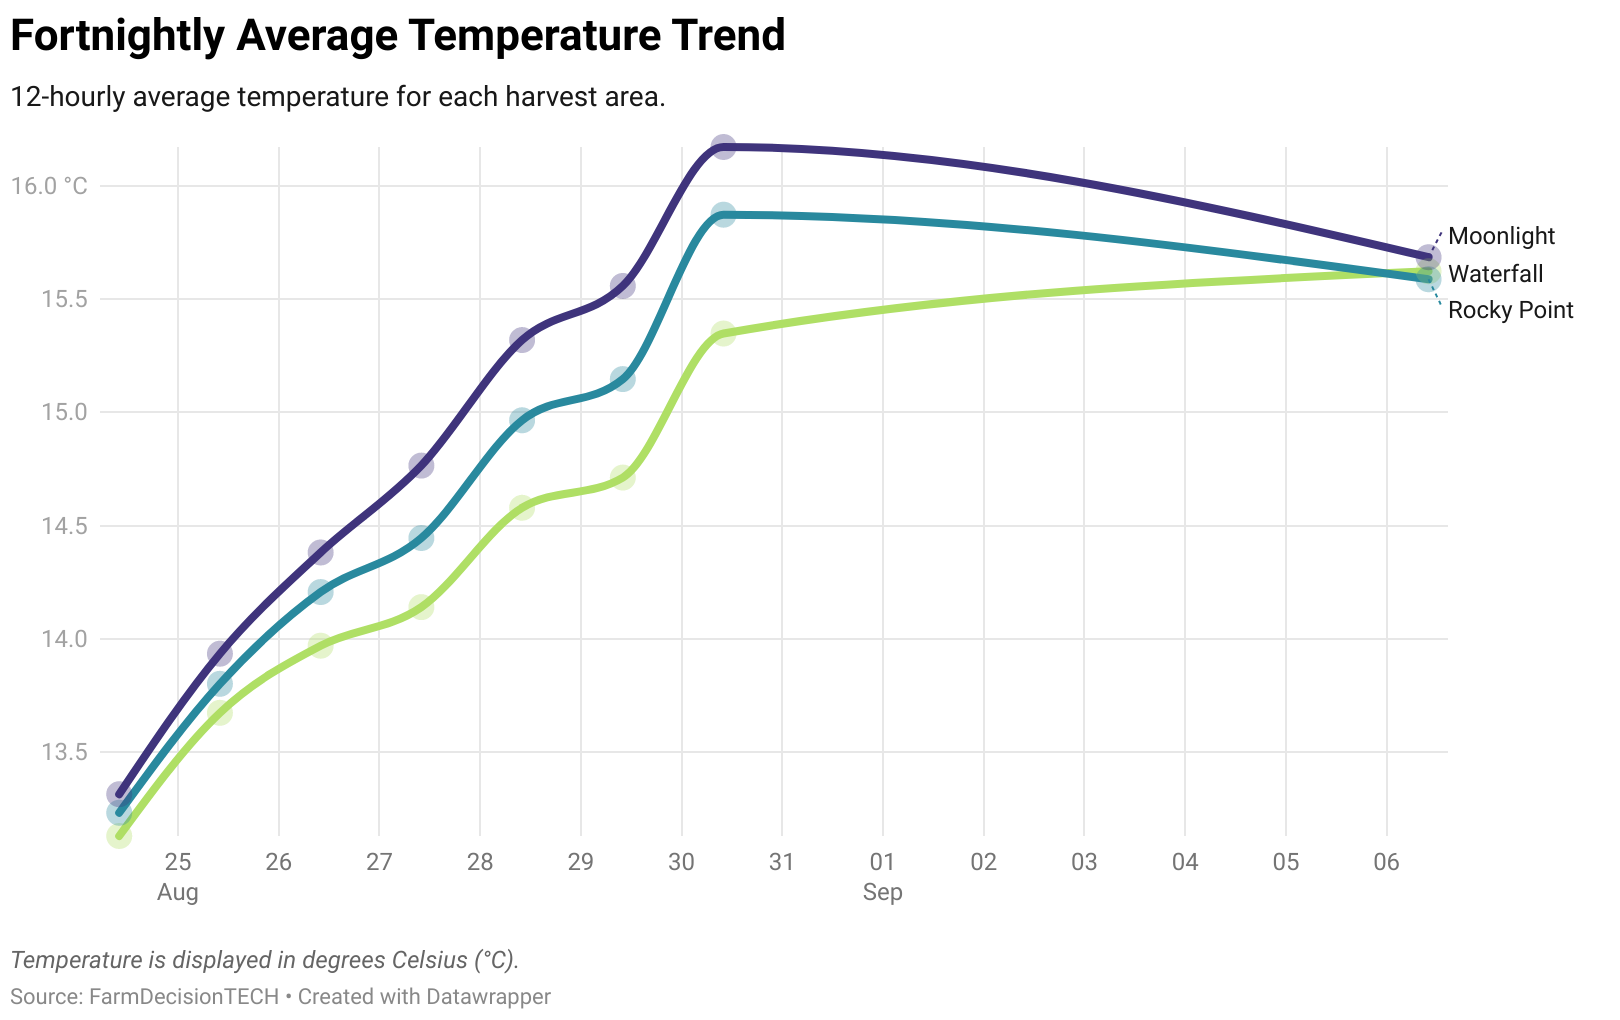 Fortnightly Average Temperature Trend
12-hourly average temperature for each harvest area.
16.0 °C
15.5
15.0
14.5
14.0
13.5
Moonlight
Waterfall
Rocky Point
25 26 27 28 29 30 31 01 02 03 04 05 06
Aug Sep
Temperature is displayed in degrees Celsius (°C).
Source: FarmDecisionTECH • Created with Datawrapper